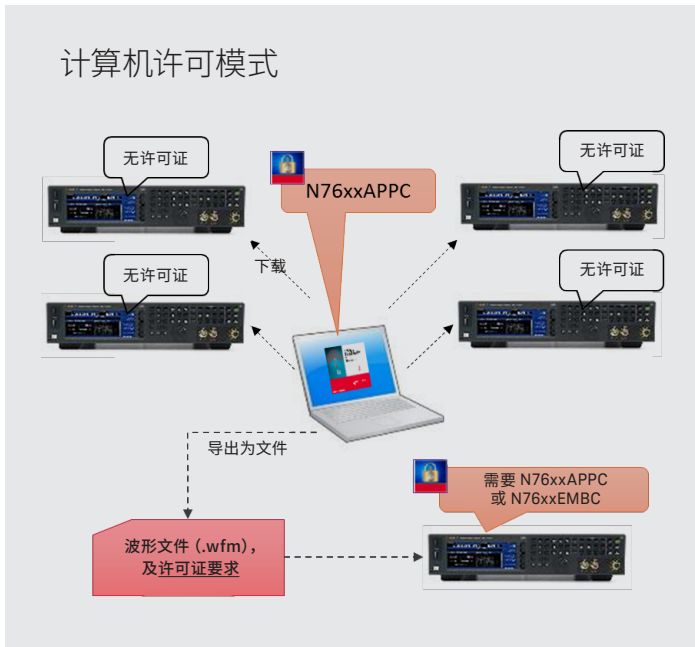 计算机许可模式
无许可证
无许可证
N76xxAPPC
下载
无许可证
无许可证
导出为文件
需要 N76xxAPPC
或 N76xxEMBC
波形文件（.wfm），
及许可证要求